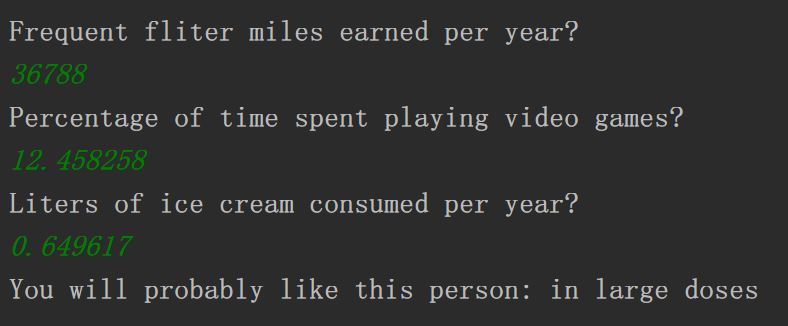 Frequent fliter miles earned per year?
36788
Percentage of time spent playing video games?
12.458258
Liters of ice cream consumed per year?
0.649617
You will probably like this person: in large doses